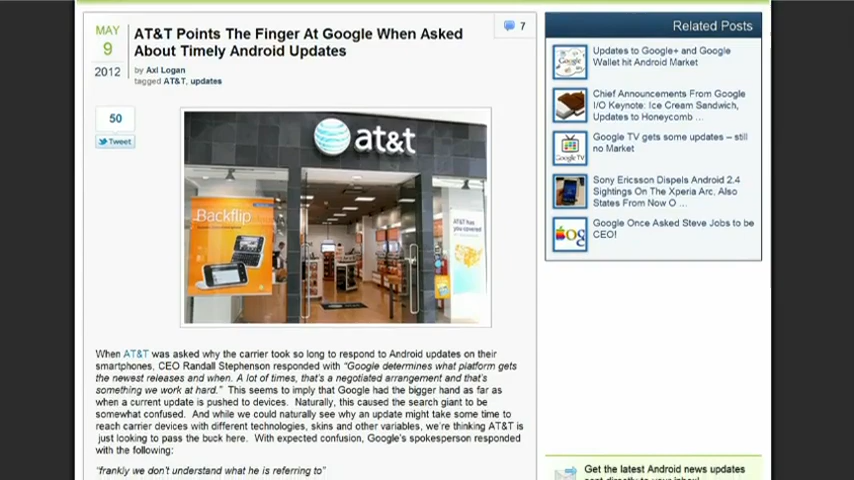 MAY
9
2012
AT&T Points The Finger At Google When Asked
About Timely Android Updates
by Axl Logan
tagged AT&T, updates
7
50
Tweet
at&t
Backflip
AT&T has
you covered
When AT&T was asked why the carrier took so long to respond to Android updates on their
smartphones, CEO Randall Stephenson responded with “Google determines what platform gets
the newest releases and when. A lot of times, that’s a negotiated arrangement and that’s
something we work at hard.” This seems to imply that Google had the bigger hand as far as
when a current update is pushed to devices. Naturally, this caused the search giant to be
somewhat confused. And while we could naturally see why an update might take some time to
reach carrier devices with different technologies, skins and other variables, we’re thinking AT&T is
just looking to pass the buck here. With expected confusion, Google’s spokesperson responded
with the following:
“frankly we don’t understand what he is referring to”
Related Posts
Updates to Google+ and Google
Wallet hit Android Market
Chief Announcements From Google
I/O Keynote: Ice Cream Sandwich,
Updates to Honeycomb ...
Google TV gets some updates – still
no Market
Google TV
Sony Ericsson Dispels Android 2.4
Sightings On The Xperia Arc, Also
States From Now O ...
Google Once Asked Steve Jobs to be
CEO!
Get the latest Android news updates
sent directly to your inbox!